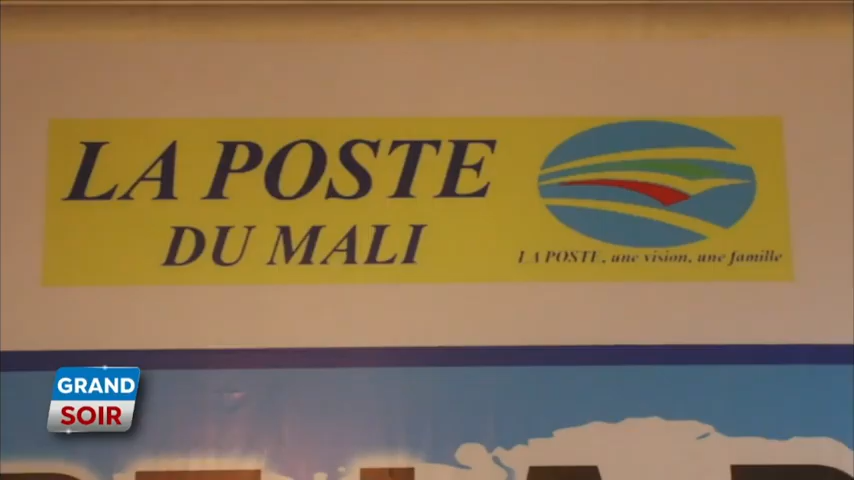 LA POSTE
DU MALI
LA POSTE, une vision, une famille
GRAND
SOIR